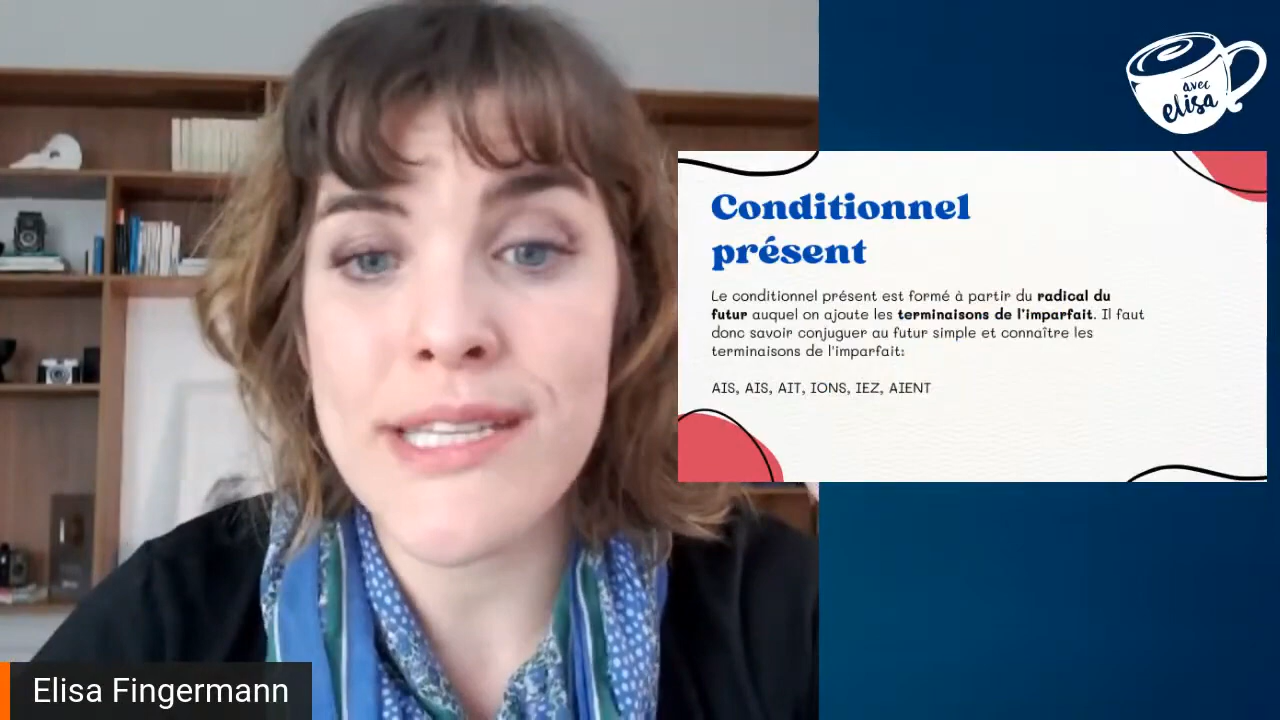 avec
elisa
Conditionnel
présent
Le conditionnel présent est formé à partir du radical du
futur auquel on ajoute les terminaisons de l'imparfait. Il faut
donc savoir conjuguer au futur simple et connaître les
terminaisons de l'imparfait:
AIS, AIS, AIT, IONS, IEZ, AIENT
Elisa Fingermann